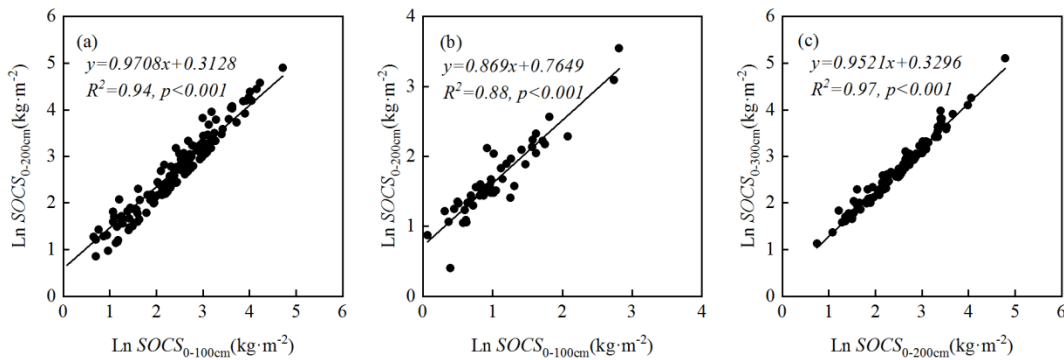 (a)
y=0.9708x+0.3128
R²=0.94, p<0.001
Ln SOCS0-200cm(kg·m-2)
6
5
4
3
2
1
0
0 1 2 3 4 5 6
Ln SOCS0-100cm(kg·m-2)
(b)
y=0.869x+0.7649
R²=0.88, p<0.001
Ln SOCS0-200cm(kg·m-2)
4
3
2
1
0
0 1 2 3 4
Ln SOCS0-100cm(kg·m-2)
(c)
y=0.9521x+0.3296
R²=0.97, p<0.001
Ln SOCS0-300cm(kg·m-2)
6
5
4
3
2
1
0
0 1 2 3 4 5 6
Ln SOCS0-200cm(kg·m-2)